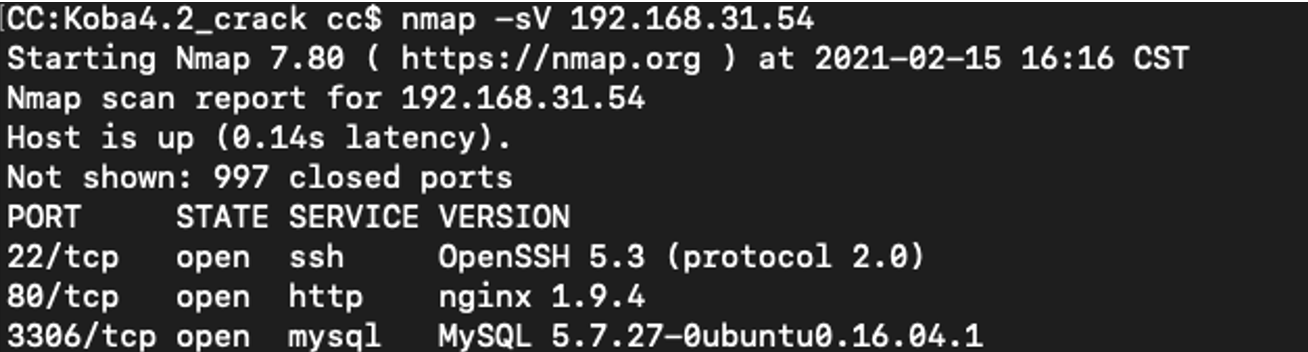 [CC:Koba4.2_crack cc$ nmap -sV 192.168.31.54
Starting Nmap 7.80 ( https://nmap.org ) at 2021-02-15 16:16 CST
Nmap scan report for 192.168.31.54
Host is up (0.14s latency).
Not shown: 997 closed ports
PORT     STATE SERVICE VERSION
22/tcp   open  ssh     OpenSSH 5.3 (protocol 2.0)
80/tcp   open  http    nginx 1.9.4
3306/tcp open  mysql   MySQL 5.7.27-0ubuntu0.16.04.1